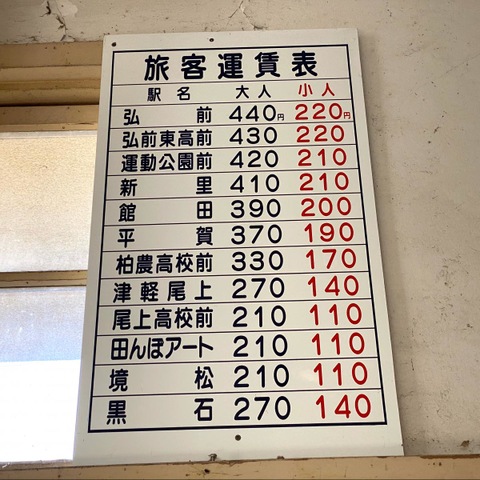 旅客運賃表
駅名 大人 小人
弘前 440円 220円
弘前東高前 430 220
運動公園前 420 210
新里 410 210
館田 390 200
平賀 370 190
柏農高校前 330 170
津軽尾上 270 140
尾上高校前 210 110
田んぼアート 210 110
境松 210 110
黒石 270 140